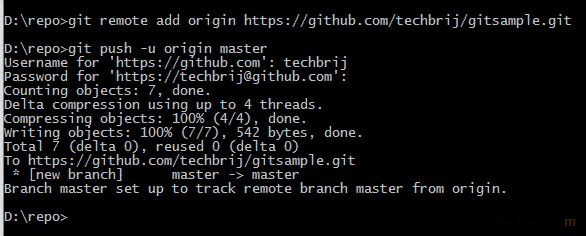 D:\repo>git remote add origin https://github.com/techbrij/gitsample.git
D:\repo>git push -u origin master
Username for 'https://github.com': techbrij
Password for 'https://techbrij@github.com':
Counting objects: 7, done.
Delta compression using up to 4 threads.
Compressing objects: 100% (4/4), done.
Writing objects: 100% (7/7), 542 bytes, done.
Total 7 (delta 0), reused 0 (delta 0)
To https://github.com/techbrij/gitsample.git
 * [new branch]      master -> master
Branch master set up to track remote branch master from origin.
D:\repo>